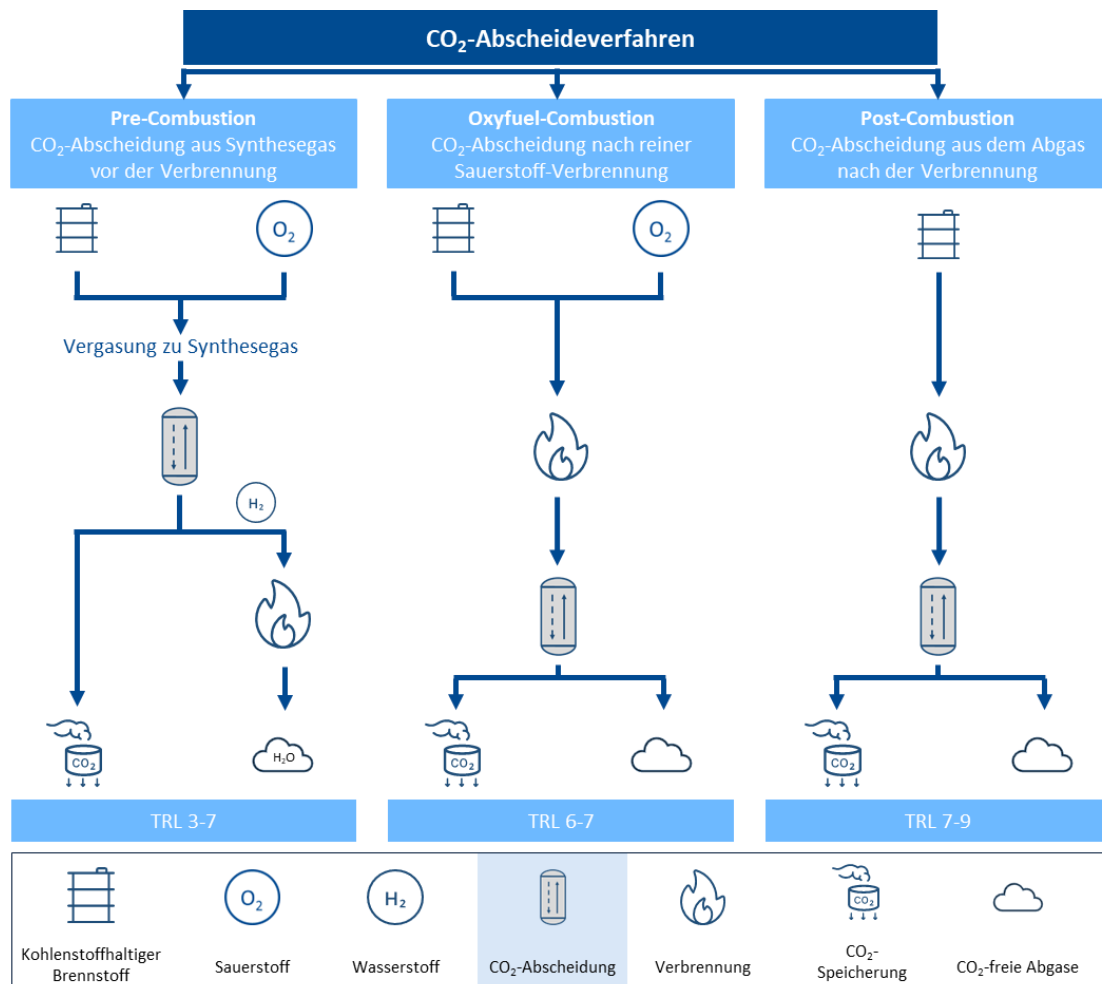 CO₂-Abscheideverfahren
Pre-Combustion
CO₂-Abscheidung aus Synthesegas
vor der Verbrennung
Oxyfuel-Combustion
CO₂-Abscheidung nach reiner
Sauerstoff-Verbrennung
Post-Combustion
CO₂-Abscheidung aus dem Abgas
nach der Verbrennung
O₂
O₂
Vergasung zu Synthesegas
H₂
CO₂
H₂O
CO₂
CO₂
TRL 3-7
TRL 6-7
TRL 7-9
O₂
H₂
CO₂
Kohlenstoffhaltiger
Brennstoff
Sauerstoff
Wasserstoff
CO₂-Abscheidung
Verbrennung
CO₂-
Speicherung
CO₂-freie Abgase